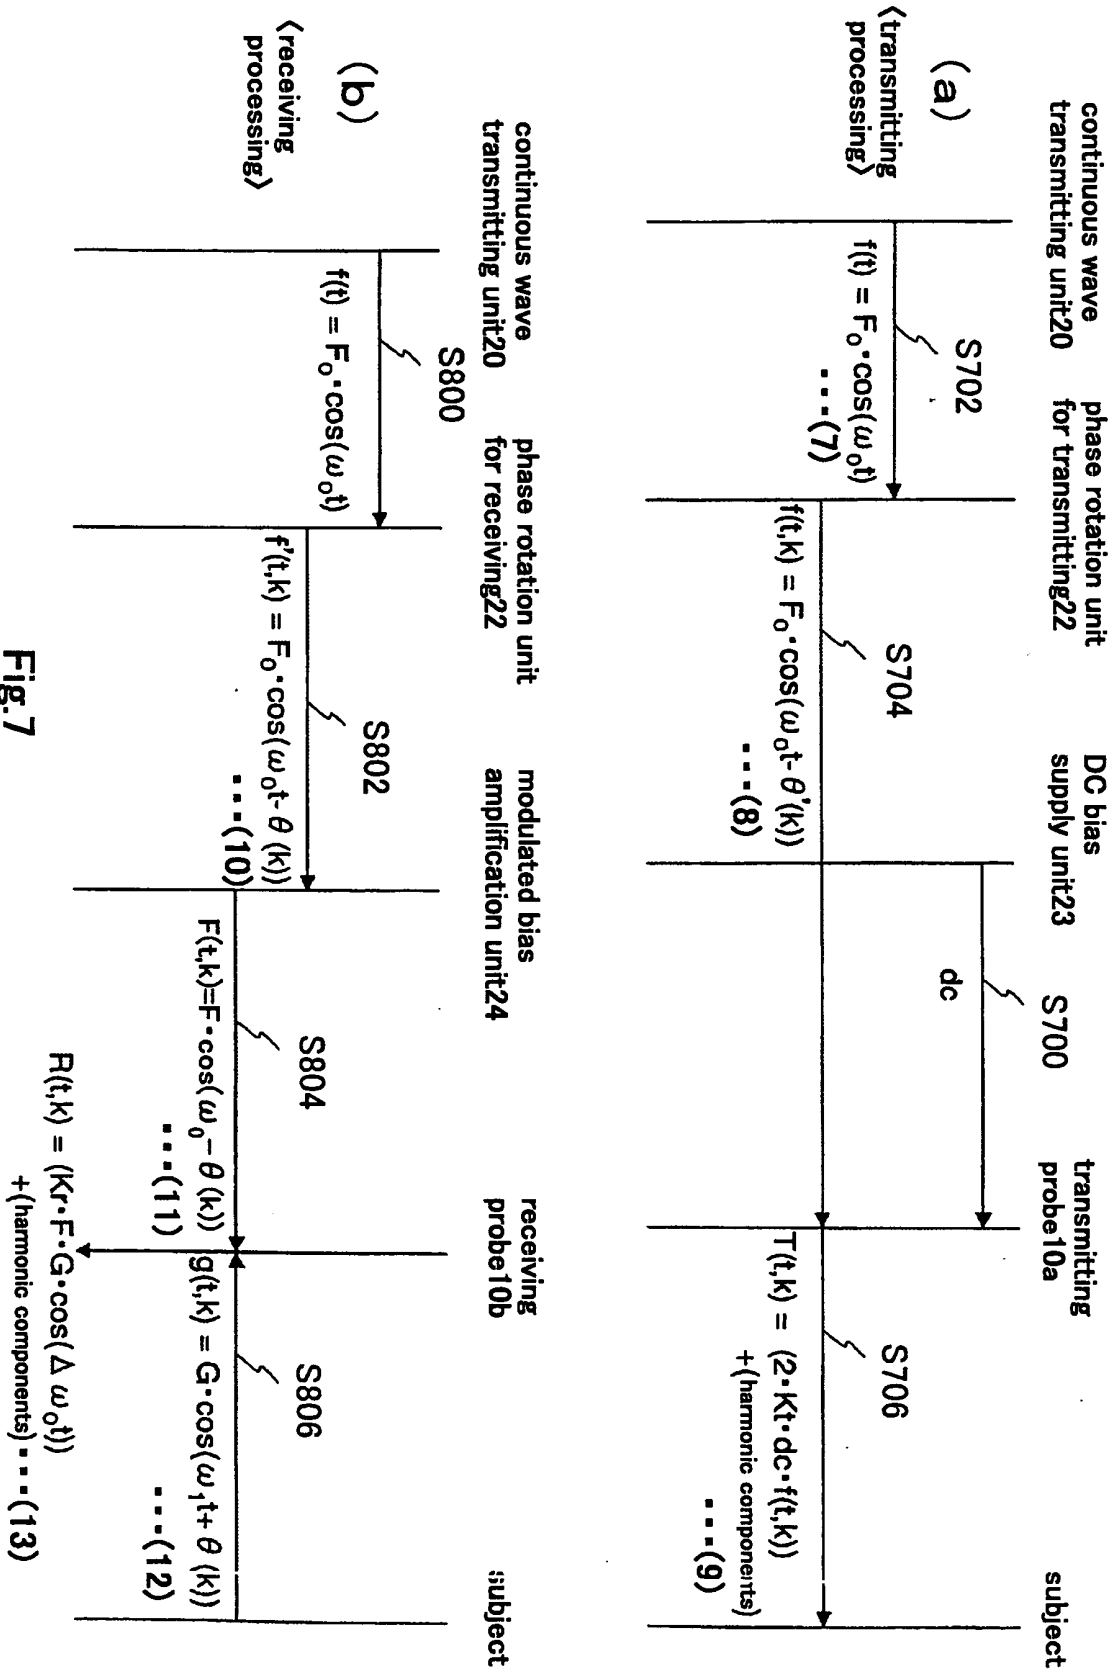 (a)
<transmitting
processing>
continuous wave
transmitting unit20
phase rotation unit
for transmitting22
DC bias
supply unit23
transmitting
probe10a
subject
S702
f(t) = F₀·cos(ω₀t)
···(7)
S704
f(t,k) = F₀·cos(ω₀t-θ'(k))
···(8)
S700
dc
S706
T(t,k) = (2·Kt·dc·f(t,k))
+(harmonic components)
···(9)
(b)
<receiving
processing>
continuous wave
transmitting unit20
phase rotation unit
for receiving22
modulated bias
amplification unit24
receiving
probe10b
subject
S800
f(t) = F₀·cos(ω₀t)
S802
f'(t,k) = F₀·cos(ω₀t-θ(k))
···(10)
S804
F(t,k)=F·cos(ω₀-θ(k))
···(11)
S806
g(t,k) = G·cos(ω₁t+θ(k))
···(12)
R(t,k) = (Kr·F·G·cos(Δω₀t))
+(harmonic components)···(13)
Fig.7